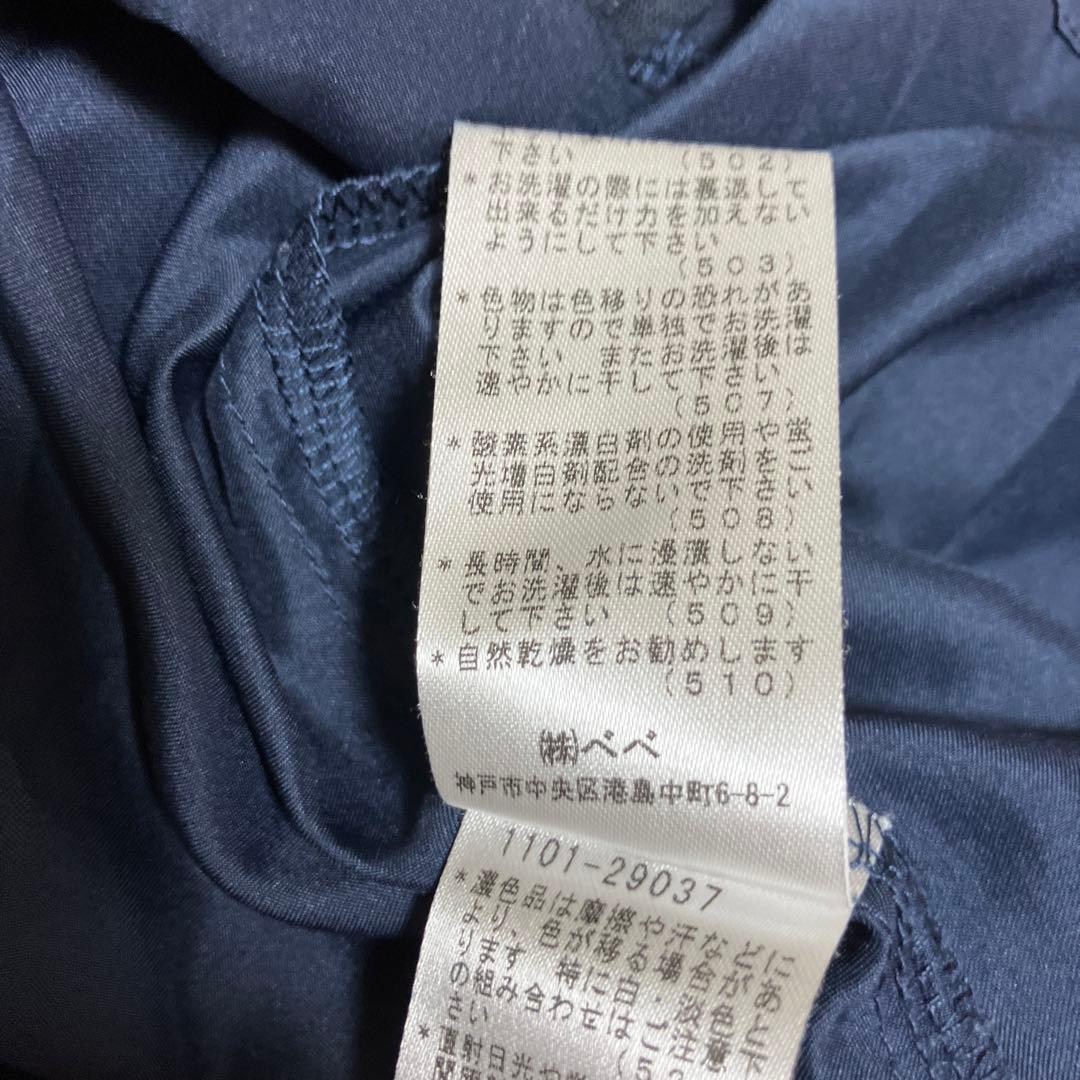 下さい (502)
*お洗濯の際には裏返して
出来るだけ力を加えない
ようにして下さい
(503)
*色物は色移りの恐れがあ
りますので単独でお洗濯
下さい また お洗濯後は
速やかに干して下さい
(507)
*酸素系漂白剤の使用や蛍
光増白剤配合の洗剤をご
使用にならないで下さい
(508)
*長時間、水に浸漬しない
でお洗濯後は速やかに干
して下さい (509)
*自然乾燥をお勧めします
(510)
㈱べべ
神戸市中央区港島中町6-8-2
1101-29037
*濃色品は摩擦や汗などに
より、色が移る場合があ
ります 特に白・淡色
の組み合わせは
さい
*直射日光や